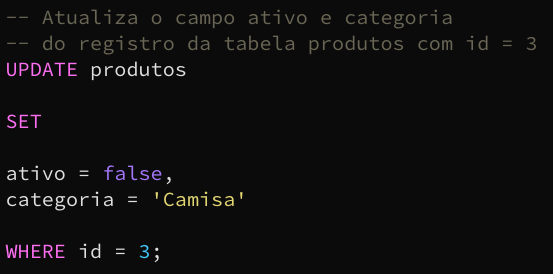 -- Atualiza o campo ativo e categoria
-- do registro da tabela produtos com id = 3
UPDATE produtos
SET
ativo = false,
categoria = 'Camisa'
WHERE id = 3;